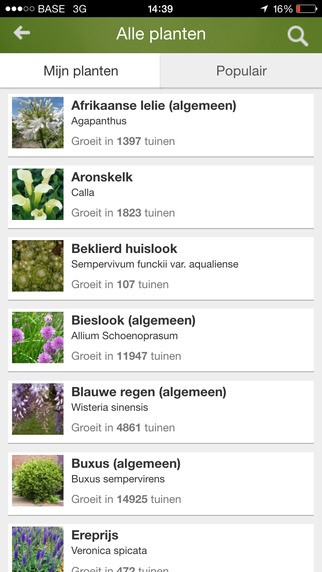 BASE 3G 14:39 16%
Alle planten
Mijn planten Populair
Afrikaanse lelie (algemeen)
Agapanthus
Groeit in 1397 tuinen
Aronskelk
Calla
Groeit in 1823 tuinen
Beklierd huislook
Sempervivum funckii var. aqualiense
Groeit in 107 tuinen
Bieslook (algemeen)
Allium Schoenoprasum
Groeit in 11947 tuinen
Blauwe regen (algemeen)
Wisteria sinensis
Groeit in 4861 tuinen
Buxus (algemeen)
Buxus sempervirens
Groeit in 14925 tuinen
Ereprijs
Veronica spicata
Groeit in 472 tuinen